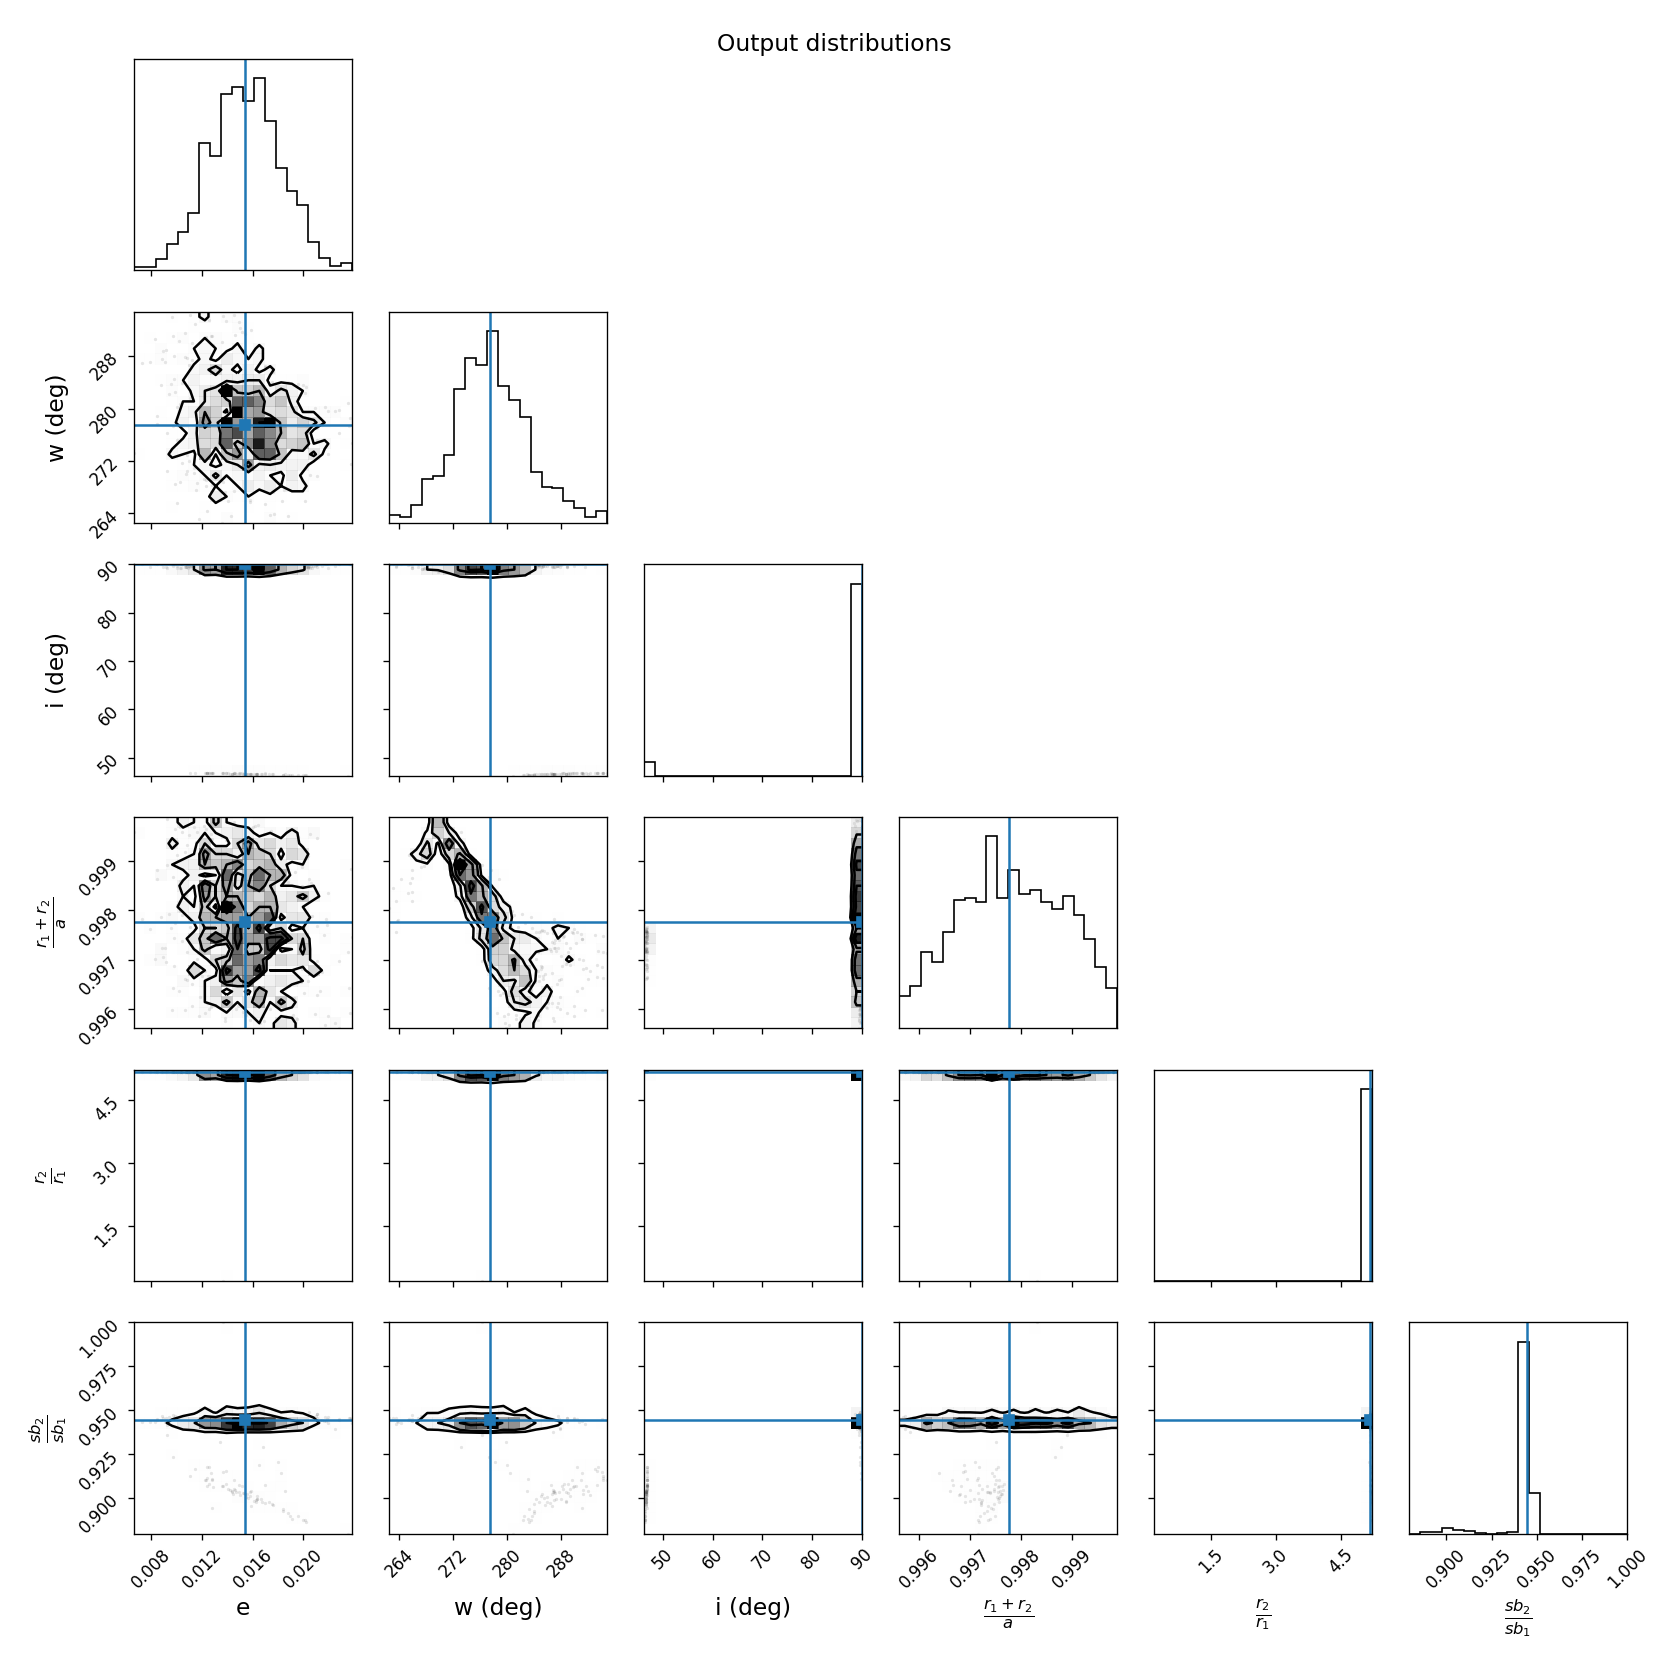 Output distributions
w (deg)
288
280
272
264
i (deg)
90
80
70
60
50
r₁ + r₂
a
0.999
0.998
0.997
0.996
r₂
r₁
4.5
3.0
1.5
sb₂
sb₁
1.000
0.975
0.950
0.925
0.900
0.008 0.012 0.016 0.020 264 272 280 288 50 60 70 80 90 0.996 0.997 0.998 0.999 1.5 3.0 4.5 0.900 0.925 0.950 0.975 1.000
e w (deg) i (deg) r₁ + r₂ r₂ sb₂
a r₁ sb₁